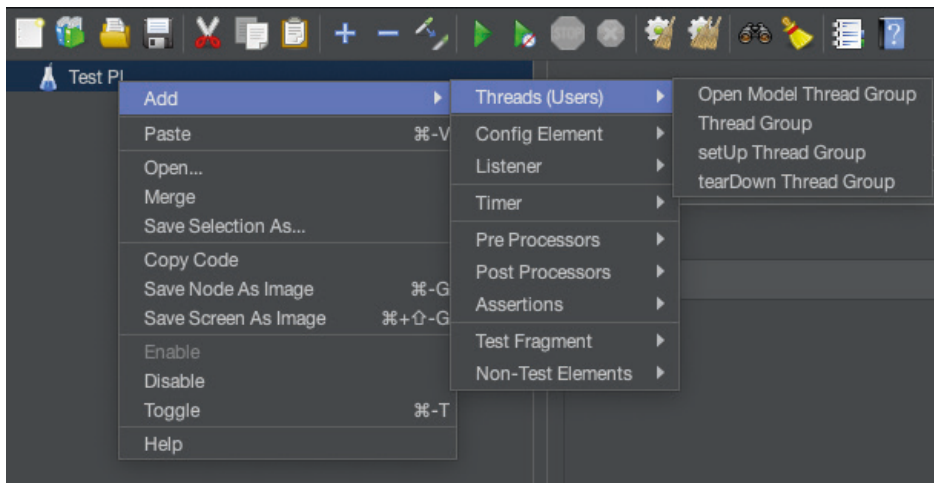 STOP
Test Pl
Add
Paste ⌘-V
Open...
Merge
Save Selection As...
Copy Code
Save Node As Image ⌘-G
Save Screen As Image ⌘+⇧-G
Enable
Disable
Toggle ⌘-T
Help
Threads (Users)
Config Element
Listener
Timer
Pre Processors
Post Processors
Assertions
Test Fragment
Non-Test Elements
Open Model Thread Group
Thread Group
setUp Thread Group
tearDown Thread Group